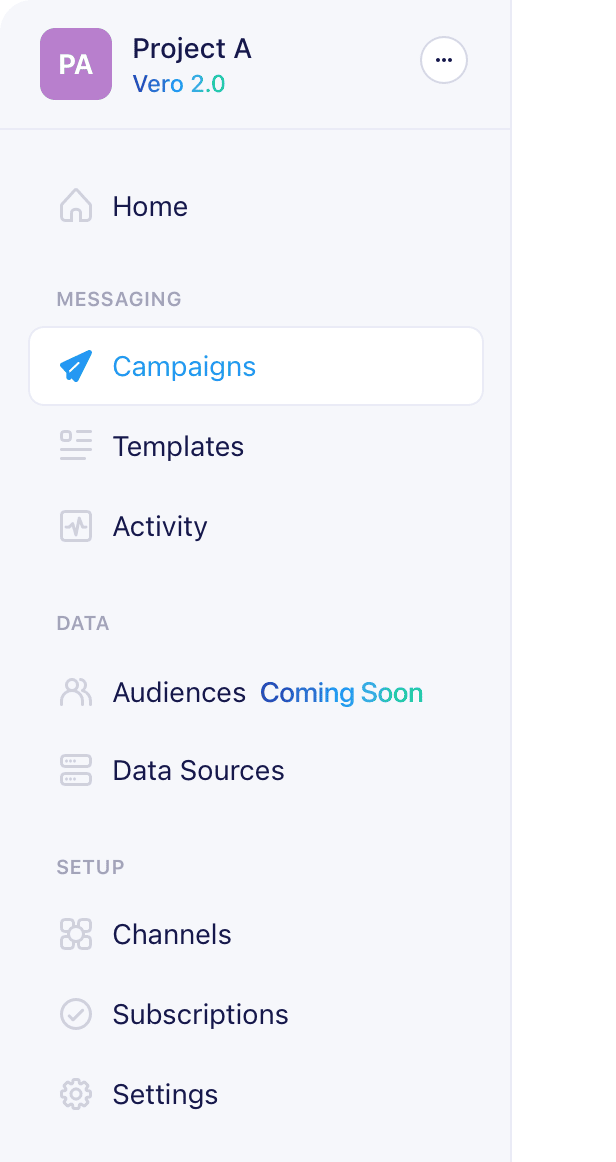 PA
Project A
Vero 2.0
Home
MESSAGING
Campaigns
Templates
Activity
DATA
Audiences Coming Soon
Data Sources
SETUP
Channels
Subscriptions
Settings